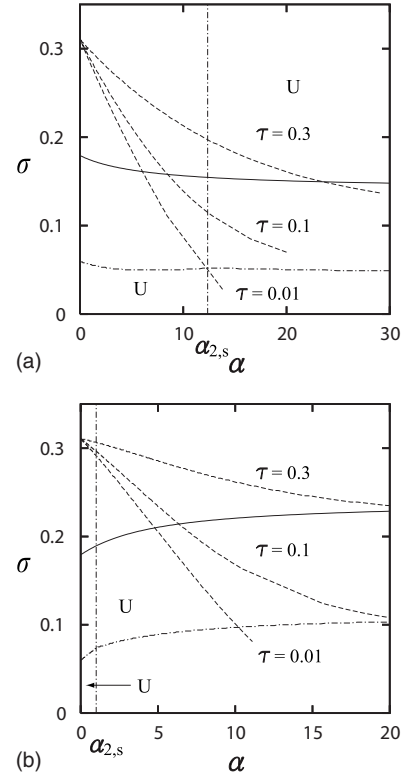 (a)
0.3
0.2
0.1
0
σ
U
τ = 0.3
τ = 0.1
U
τ = 0.01
0 10 20 30
α2,s α
(b)
0.3
0.2
0.1
0
σ
τ = 0.3
τ = 0.1
U
τ = 0.01
U
0 5 10 15 20
α2,s α